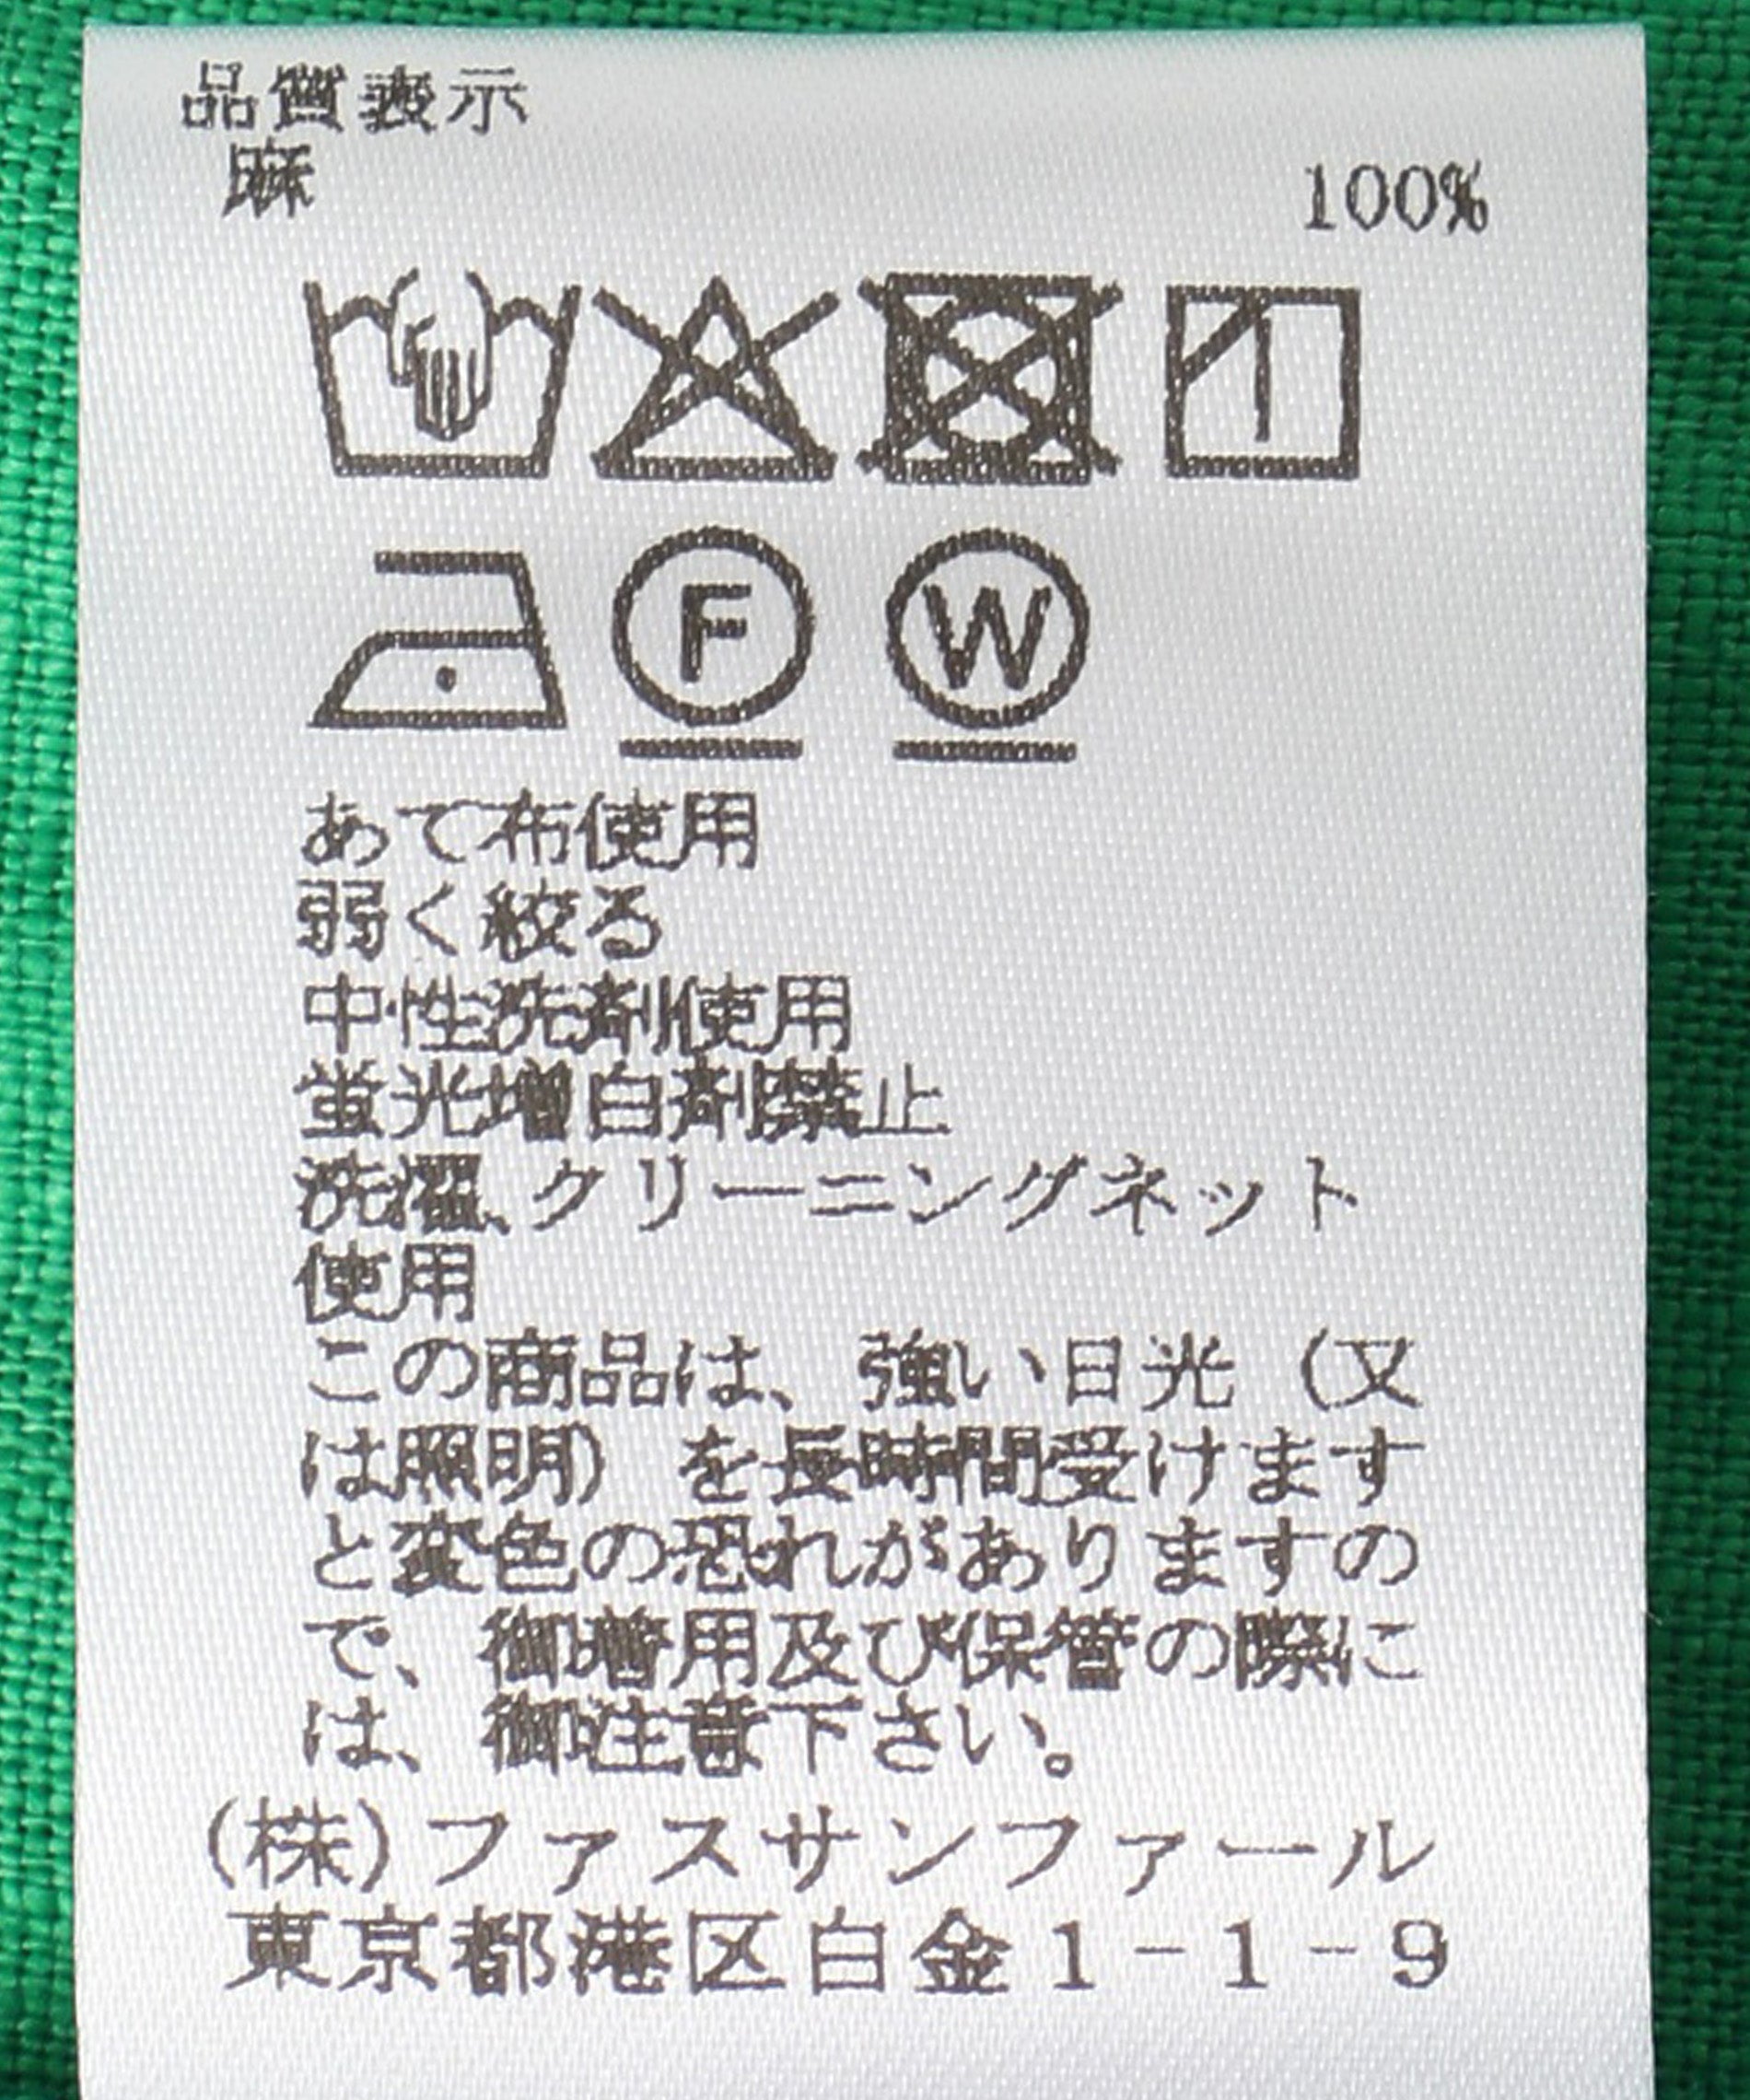 品質表示
麻 100%
F W
あて布使用
弱く絞る
中性洗剤使用
蛍光増白剤禁止
洗濯、クリーニングネット
使用
この商品は、強い日光（又
は照明）を長時間受けます
と変色の恐れがありますの
で、御着用及び保管の際に
は、御注意下さい。
(株)ファスサンファール
東京都港区白金1-1-9